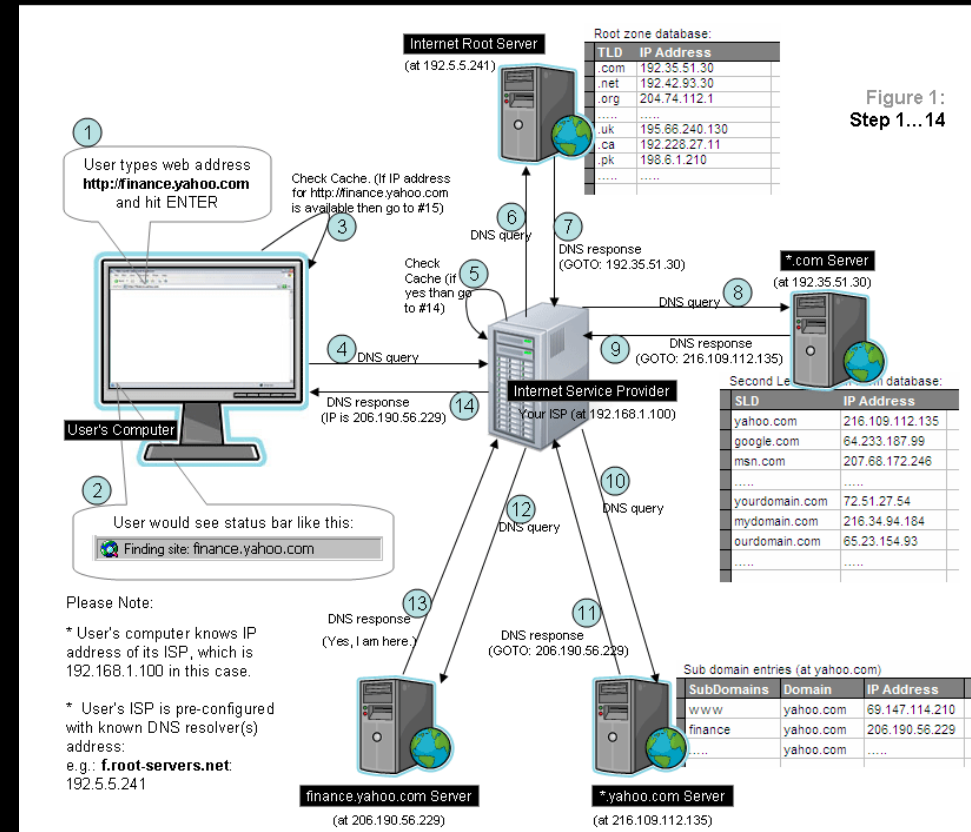 Figure 1:
Step 1...14
Internet Root Server
(at 192.5.5.241)
Root zone database:
TLD IP Address
.com 192.35.51.30
.net 192.42.93.30
.org 204.74.112.1
..... .....
.uk 195.66.240.130
.ca 192.228.27.11
.pk 198.6.1.210
..... .....
1
User types web address
http://finance.yahoo.com
and hit ENTER
Check Cache. (If IP address
for http://finance.yahoo.com
is available then go to #15)
3
6
DNS query
7
DNS response
(GOTO: 192.35.51.30)
Check
Cache (if
yes than go
to #14)
5
*.com Server
(at 192.35.51.30)
DNS query
8
9
DNS response
(GOTO: 216.109.112.135)
4
DNS query
DNS response
(IP is 206.190.56.229)
14
Internet Service Provider
Your ISP (at 192.168.1.100)
User's Computer
Second Le database:
SLD IP Address
yahoo.com 216.109.112.135
google.com 64.233.187.99
msn.com 207.68.172.246
..... .....
yourdomain.com 72.51.27.54
mydomain.com 216.34.94.184
ourdomain.com 65.23.154.93
..... .....
2
User would see status bar like this:
Finding site: finance.yahoo.com
10
DNS query
12
DNS query
13
DNS response
(Yes, I am here.)
11
DNS response
(GOTO: 206.190.56.229)
Please Note:
* User's computer knows IP
address of its ISP, which is
192.168.1.100 in this case.
* User's ISP is pre-configured
with known DNS resolver(s)
address:
e.g.: f.root-servers.net:
192.5.5.241
Sub domain entries (at yahoo.com)
SubDomains Domain IP Address
www yahoo.com 69.147.114.210
finance yahoo.com 206.190.56.229
..... yahoo.com .....
finance.yahoo.com Server
(at 206.190.56.229)
*.yahoo.com Server
(at 216.109.112.135)